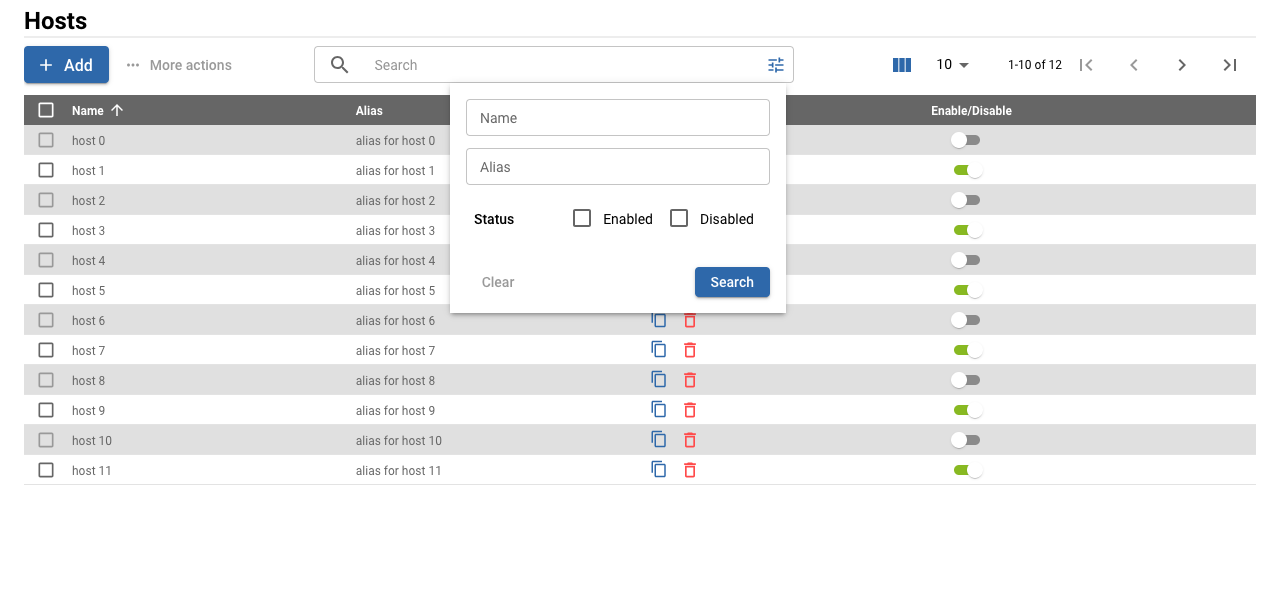 Hosts
Add
More actions
Search
10
1-10 of 12
Name
Alias
Enable/Disable
Name
Alias
Status
Enabled
Disabled
Clear
Search
host 0
alias for host 0
host 1
alias for host 1
host 2
alias for host 2
host 3
alias for host 3
host 4
alias for host 4
host 5
alias for host 5
host 6
alias for host 6
host 7
alias for host 7
host 8
alias for host 8
host 9
alias for host 9
host 10
alias for host 10
host 11
alias for host 11